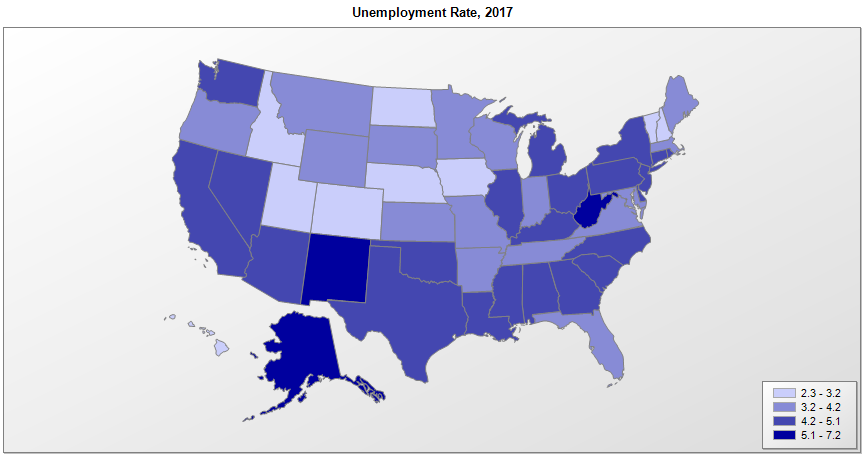 Unemployment Rate, 2017
2.3 - 3.2
3.2 - 4.2
4.2 - 5.1
5.1 - 7.2